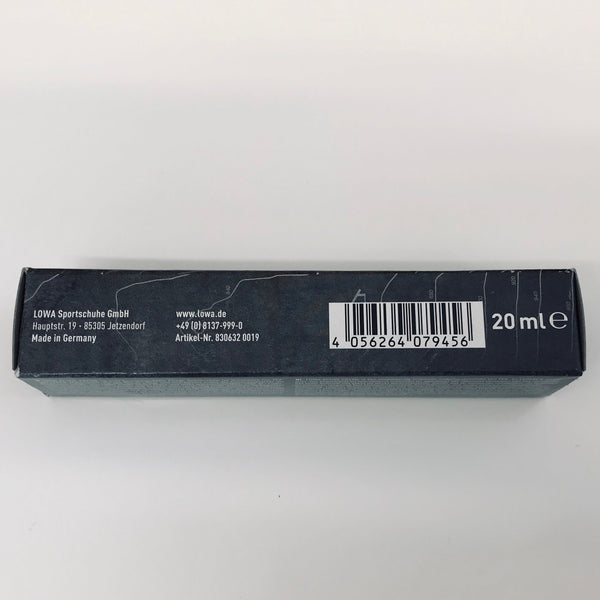 LOWA Sportschuhe GmbH
Hauptstr. 19 · 85305 Jetzendorf
Made in Germany
www.lowa.de
+49 (0) 8137-999-0
Artikel-Nr. 830632 0019
4 056264 079456
20 ml ℮